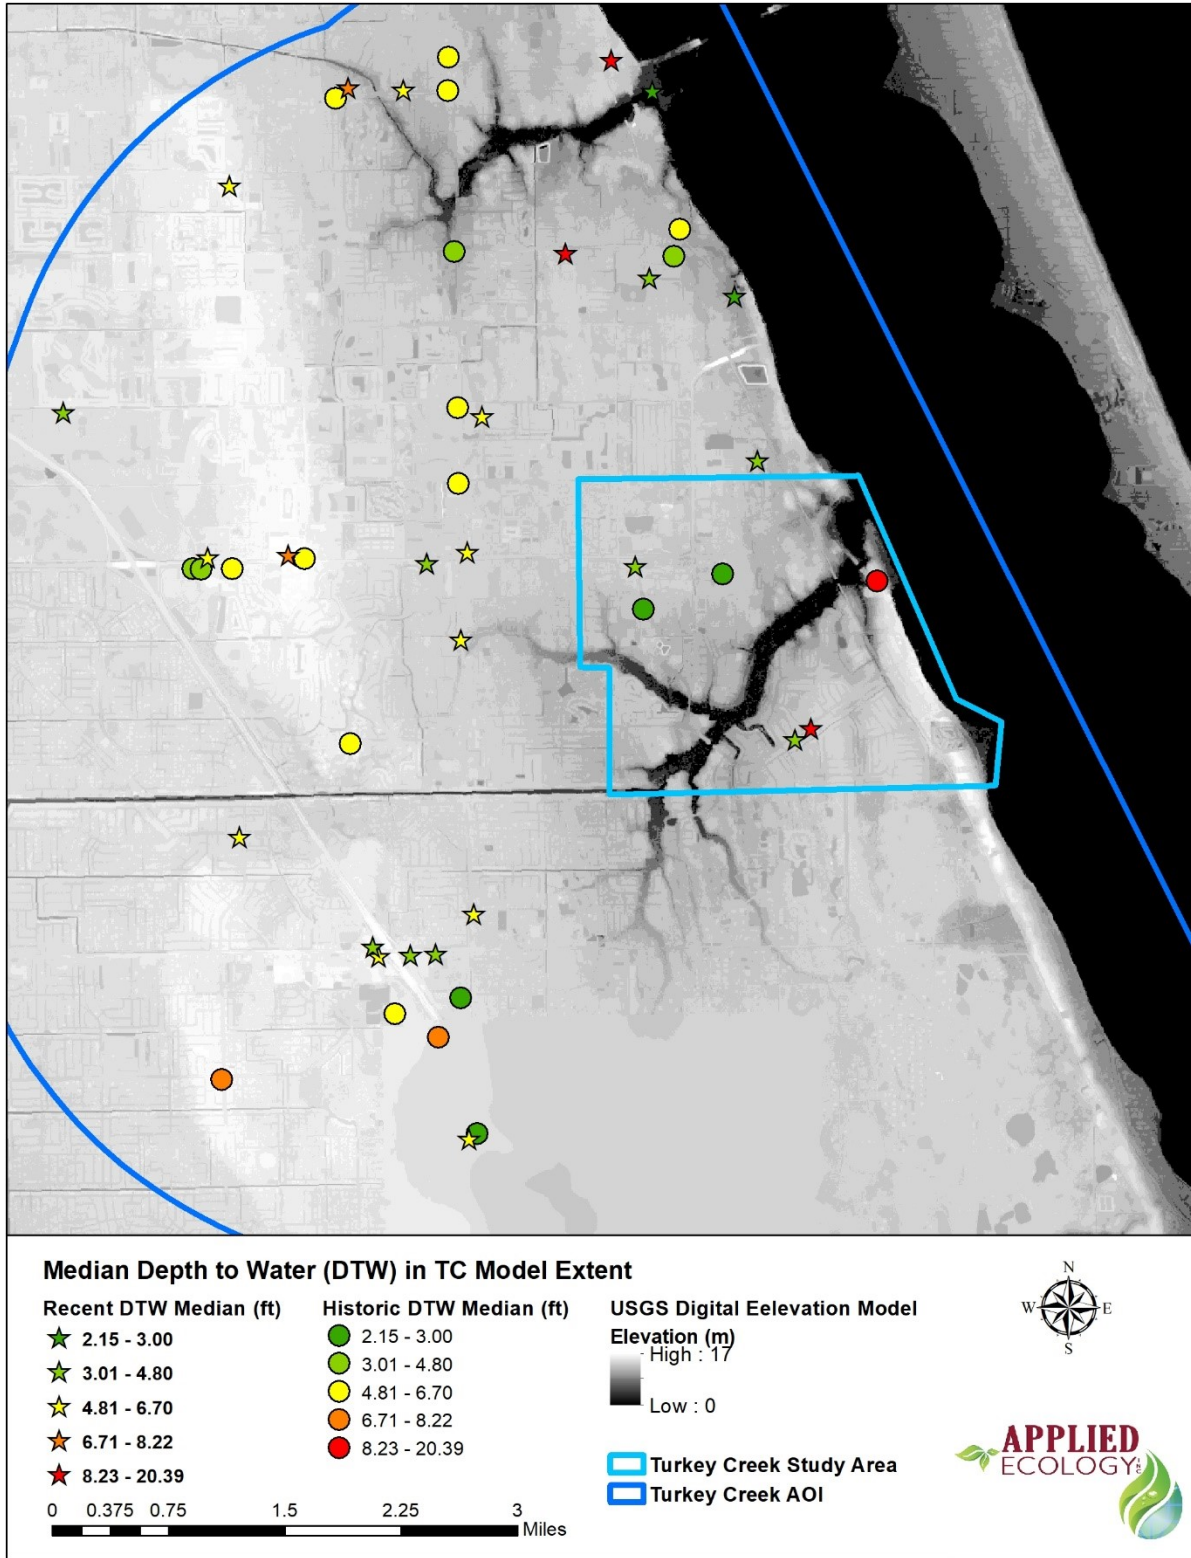 Median Depth to Water (DTW) in TC Model Extent
Recent DTW Median (ft)
2.15 - 3.00
3.01 - 4.80
4.81 - 6.70
6.71 - 8.22
8.23 - 20.39
Historic DTW Median (ft)
2.15 - 3.00
3.01 - 4.80
4.81 - 6.70
6.71 - 8.22
8.23 - 20.39
USGS Digital Eelevation Model
Elevation (m)
High : 17
Low : 0
Turkey Creek Study Area
Turkey Creek AOI
N
W E
S
0 0.375 0.75 1.5 2.25 3
Miles
APPLIED
ECOLOGY INC